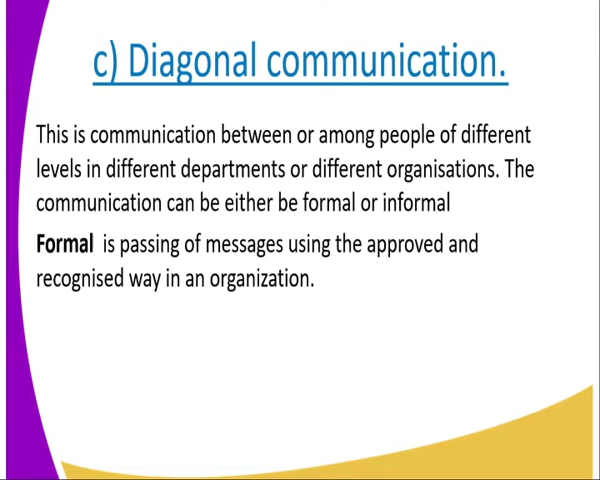 c) Diagonal communication.
This is communication between or among people of different
levels in different departments or different organisations. The
communication can be either be formal or informal
Formal is passing of messages using the approved and
recognised way in an organization.